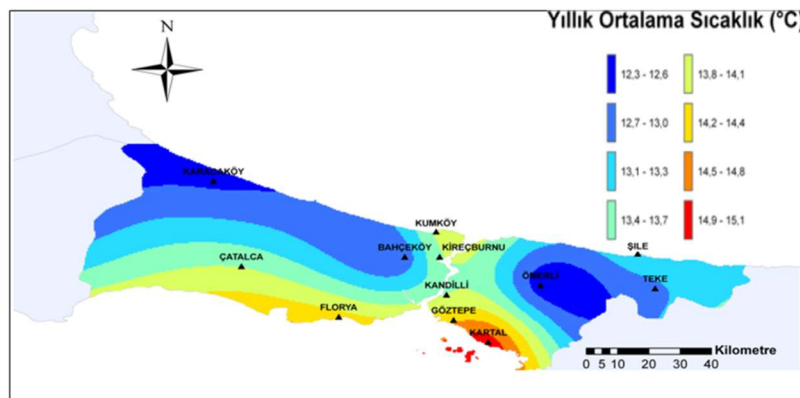 Yıllık Ortalama Sıcaklık (°C)
N
12,3 - 12,6
13,8 - 14,1
12,7 - 13,0
14,2 - 14,4
13,1 - 13,3
14,5 - 14,8
13,4 - 13,7
14,9 - 15,1
KARACAKÖY
KUMKÖY
BAHÇEKÖY
KİREÇBURNU
ŞILE
ÇATALCA
ÖMERLİ
TEKE
KANDİLLİ
FLORYA
GÖZTEPE
KARTAL
Kilometre
0 5 10 20 30 40